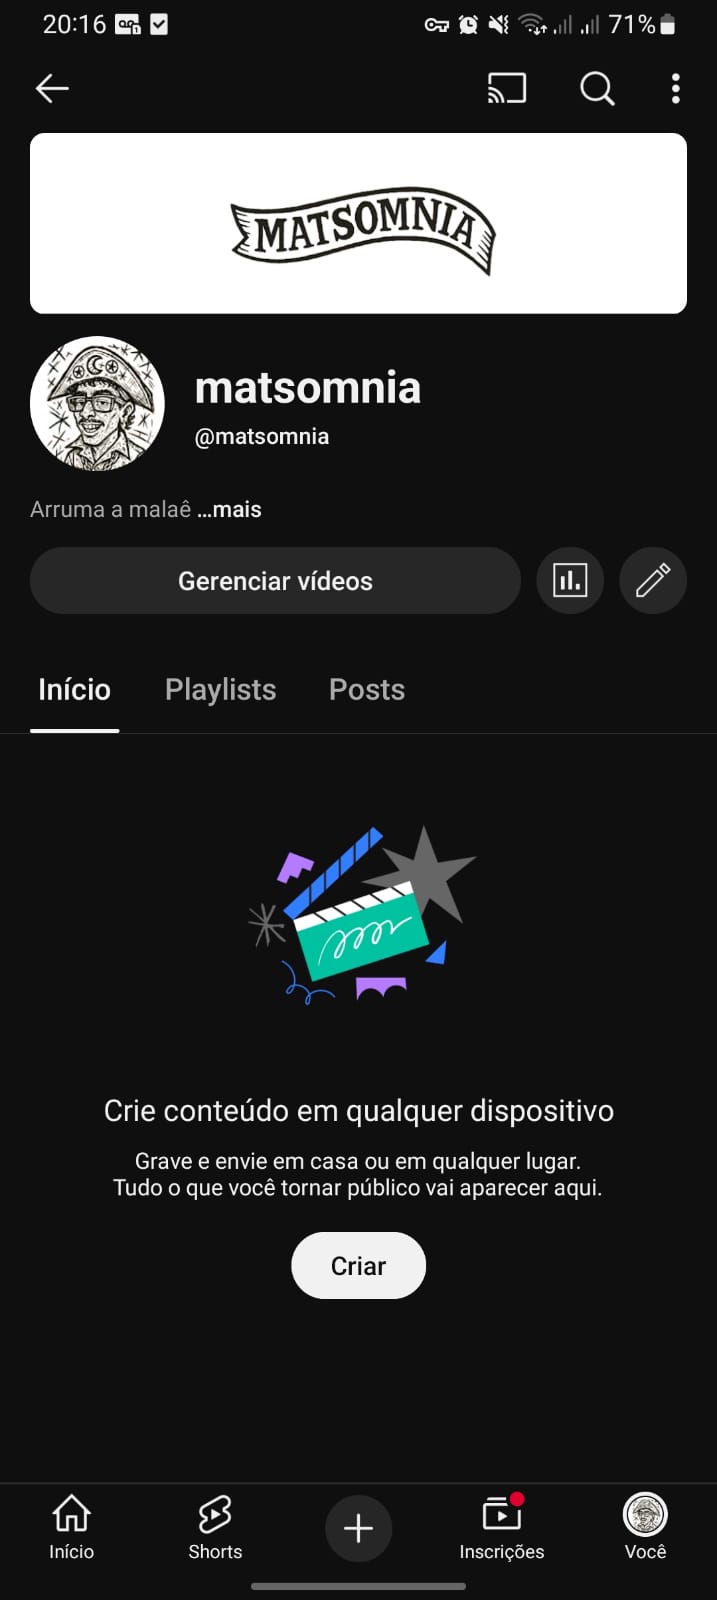 20:16
71%
MATSOMNIA
matsomnia
@matsomnia
Arruma a malaê ...mais
Gerenciar vídeos
Início
Playlists
Posts
Crie conteúdo em qualquer dispositivo
Grave e envie em casa ou em qualquer lugar.
Tudo o que você tornar público vai aparecer aqui.
Criar
Início
Shorts
Inscrições
Você